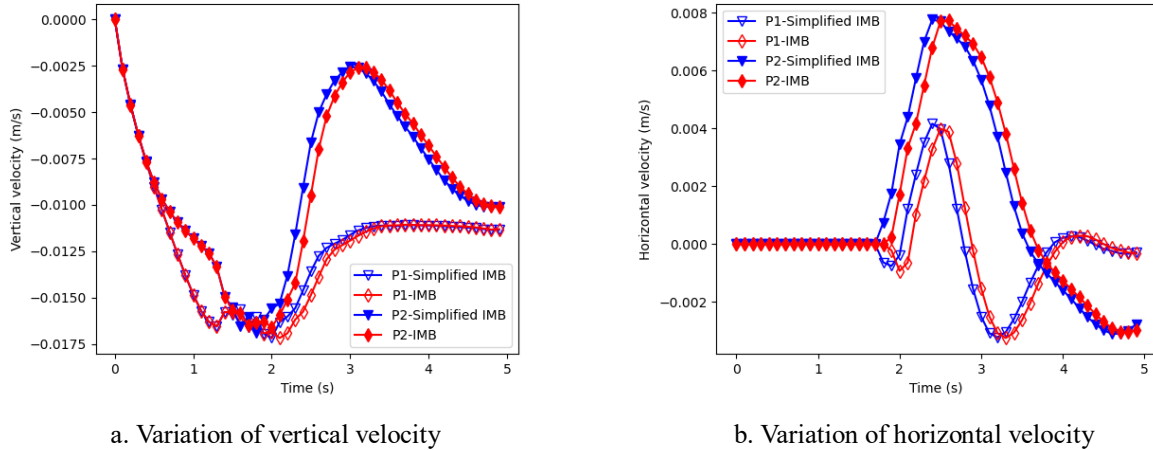 0.0000
−0.0025
−0.0050
−0.0075
−0.0100
−0.0125
−0.0150
−0.0175
Vertical velocity (m/s)
P1-Simplified IMB
P1-IMB
P2-Simplified IMB
P2-IMB
0 1 2 3 4 5
Time (s)
a. Variation of vertical velocity
0.008
0.006
0.004
0.002
0.000
−0.002
Horizontal velocity (m/s)
P1-Simplified IMB
P1-IMB
P2-Simplified IMB
P2-IMB
0 1 2 3 4 5
Time (s)
b. Variation of horizontal velocity